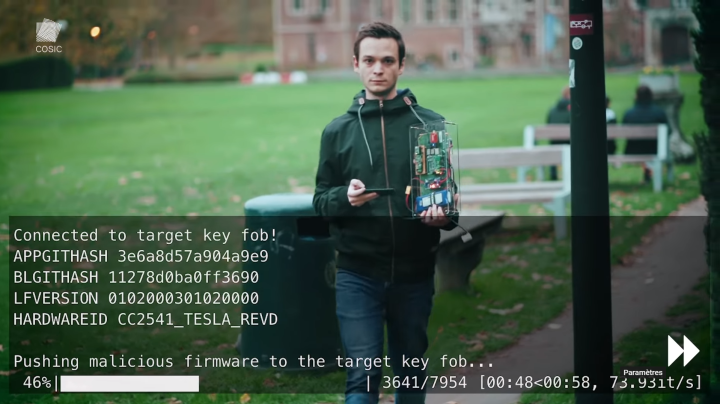 COSIC
Connected to target key fob!
APPGITHASH 3e6a8d57a904a9e9
BLGITHASH 11278d0ba0ff3690
LFVERSION 0102000301020000
HARDWAREID CC2541_TESLA_REVD
Pushing malicious firmware to the target key fob...
Paramètres
46%| | 3641/7954 [00:48<00:58, 73.93it/s]